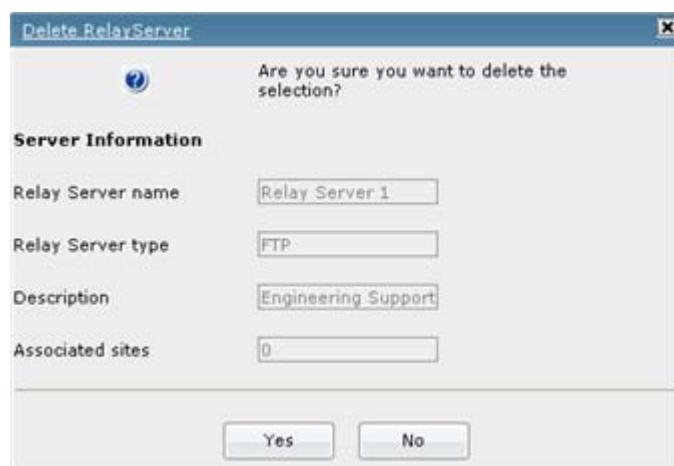 Delete RelayServer
Are you sure you want to delete the
selection?
Server Information
Relay Server name
Relay Server 1
Relay Server type
FTP
Description
Engineering Support
Associated sites
0
Yes
No